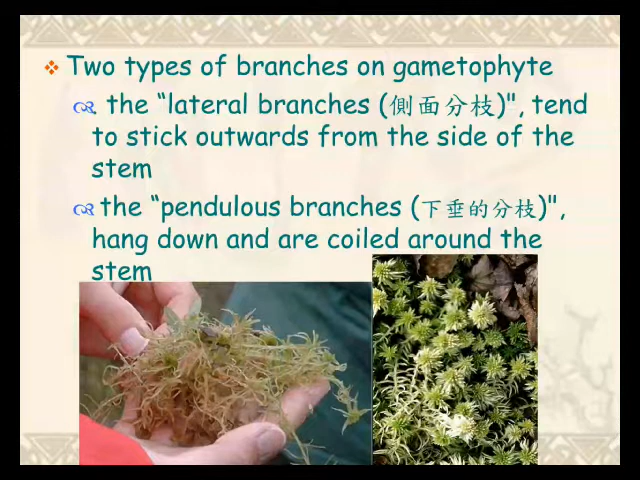 Two types of branches on gametophyte
. the “lateral branches (側面分枝)", tend
to stick outwards from the side of the
stem
the “pendulous branches (下垂的分枝)",
hang down and are coiled around the
stem